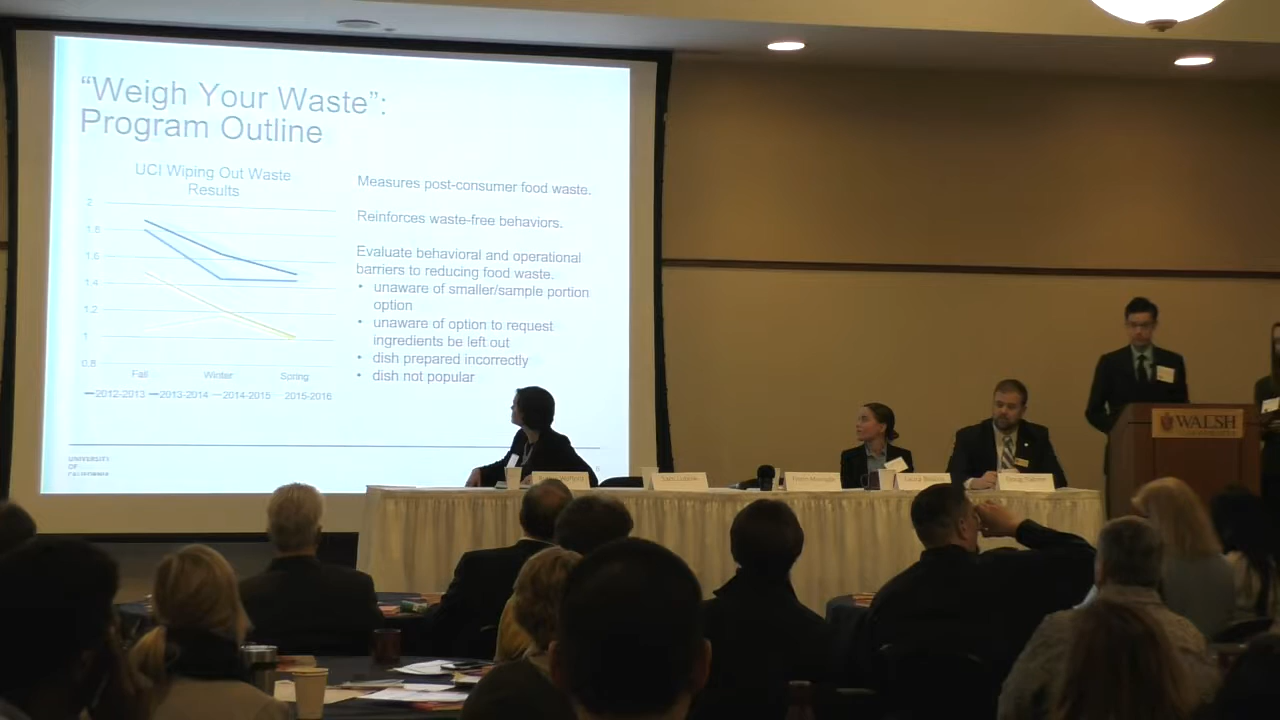 “Weigh Your Waste”:
Program Outline
UCI Wiping Out Waste
Results
2
1.8
1.6
1.4
1.2
1
0.8
Fall
Winter
Spring
2012-2013
2013-2014
2014-2015
2015-2016
Measures post-consumer food waste.
Reinforces waste-free behaviors.
Evaluate behavioral and operational
barriers to reducing food waste.
• unaware of smaller/sample portion
option
• unaware of option to request
ingredients be left out
• dish prepared incorrectly
• dish not popular
UNIVERSITY
OF
CALIFORNIA
WALSH